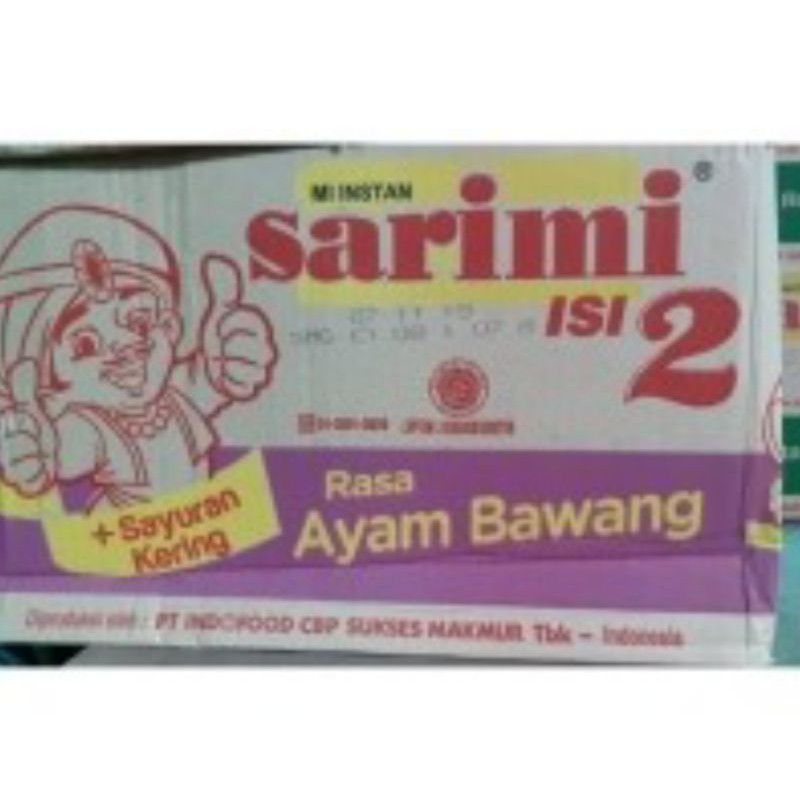 MI INSTAN
sarimi®
ISI 2
Rasa
Ayam Bawang
+ Sayuran
Kering
Diproduksi oleh : PT INDOFOOD CBP SUKSES MAKMUR Tbk – Indonesia